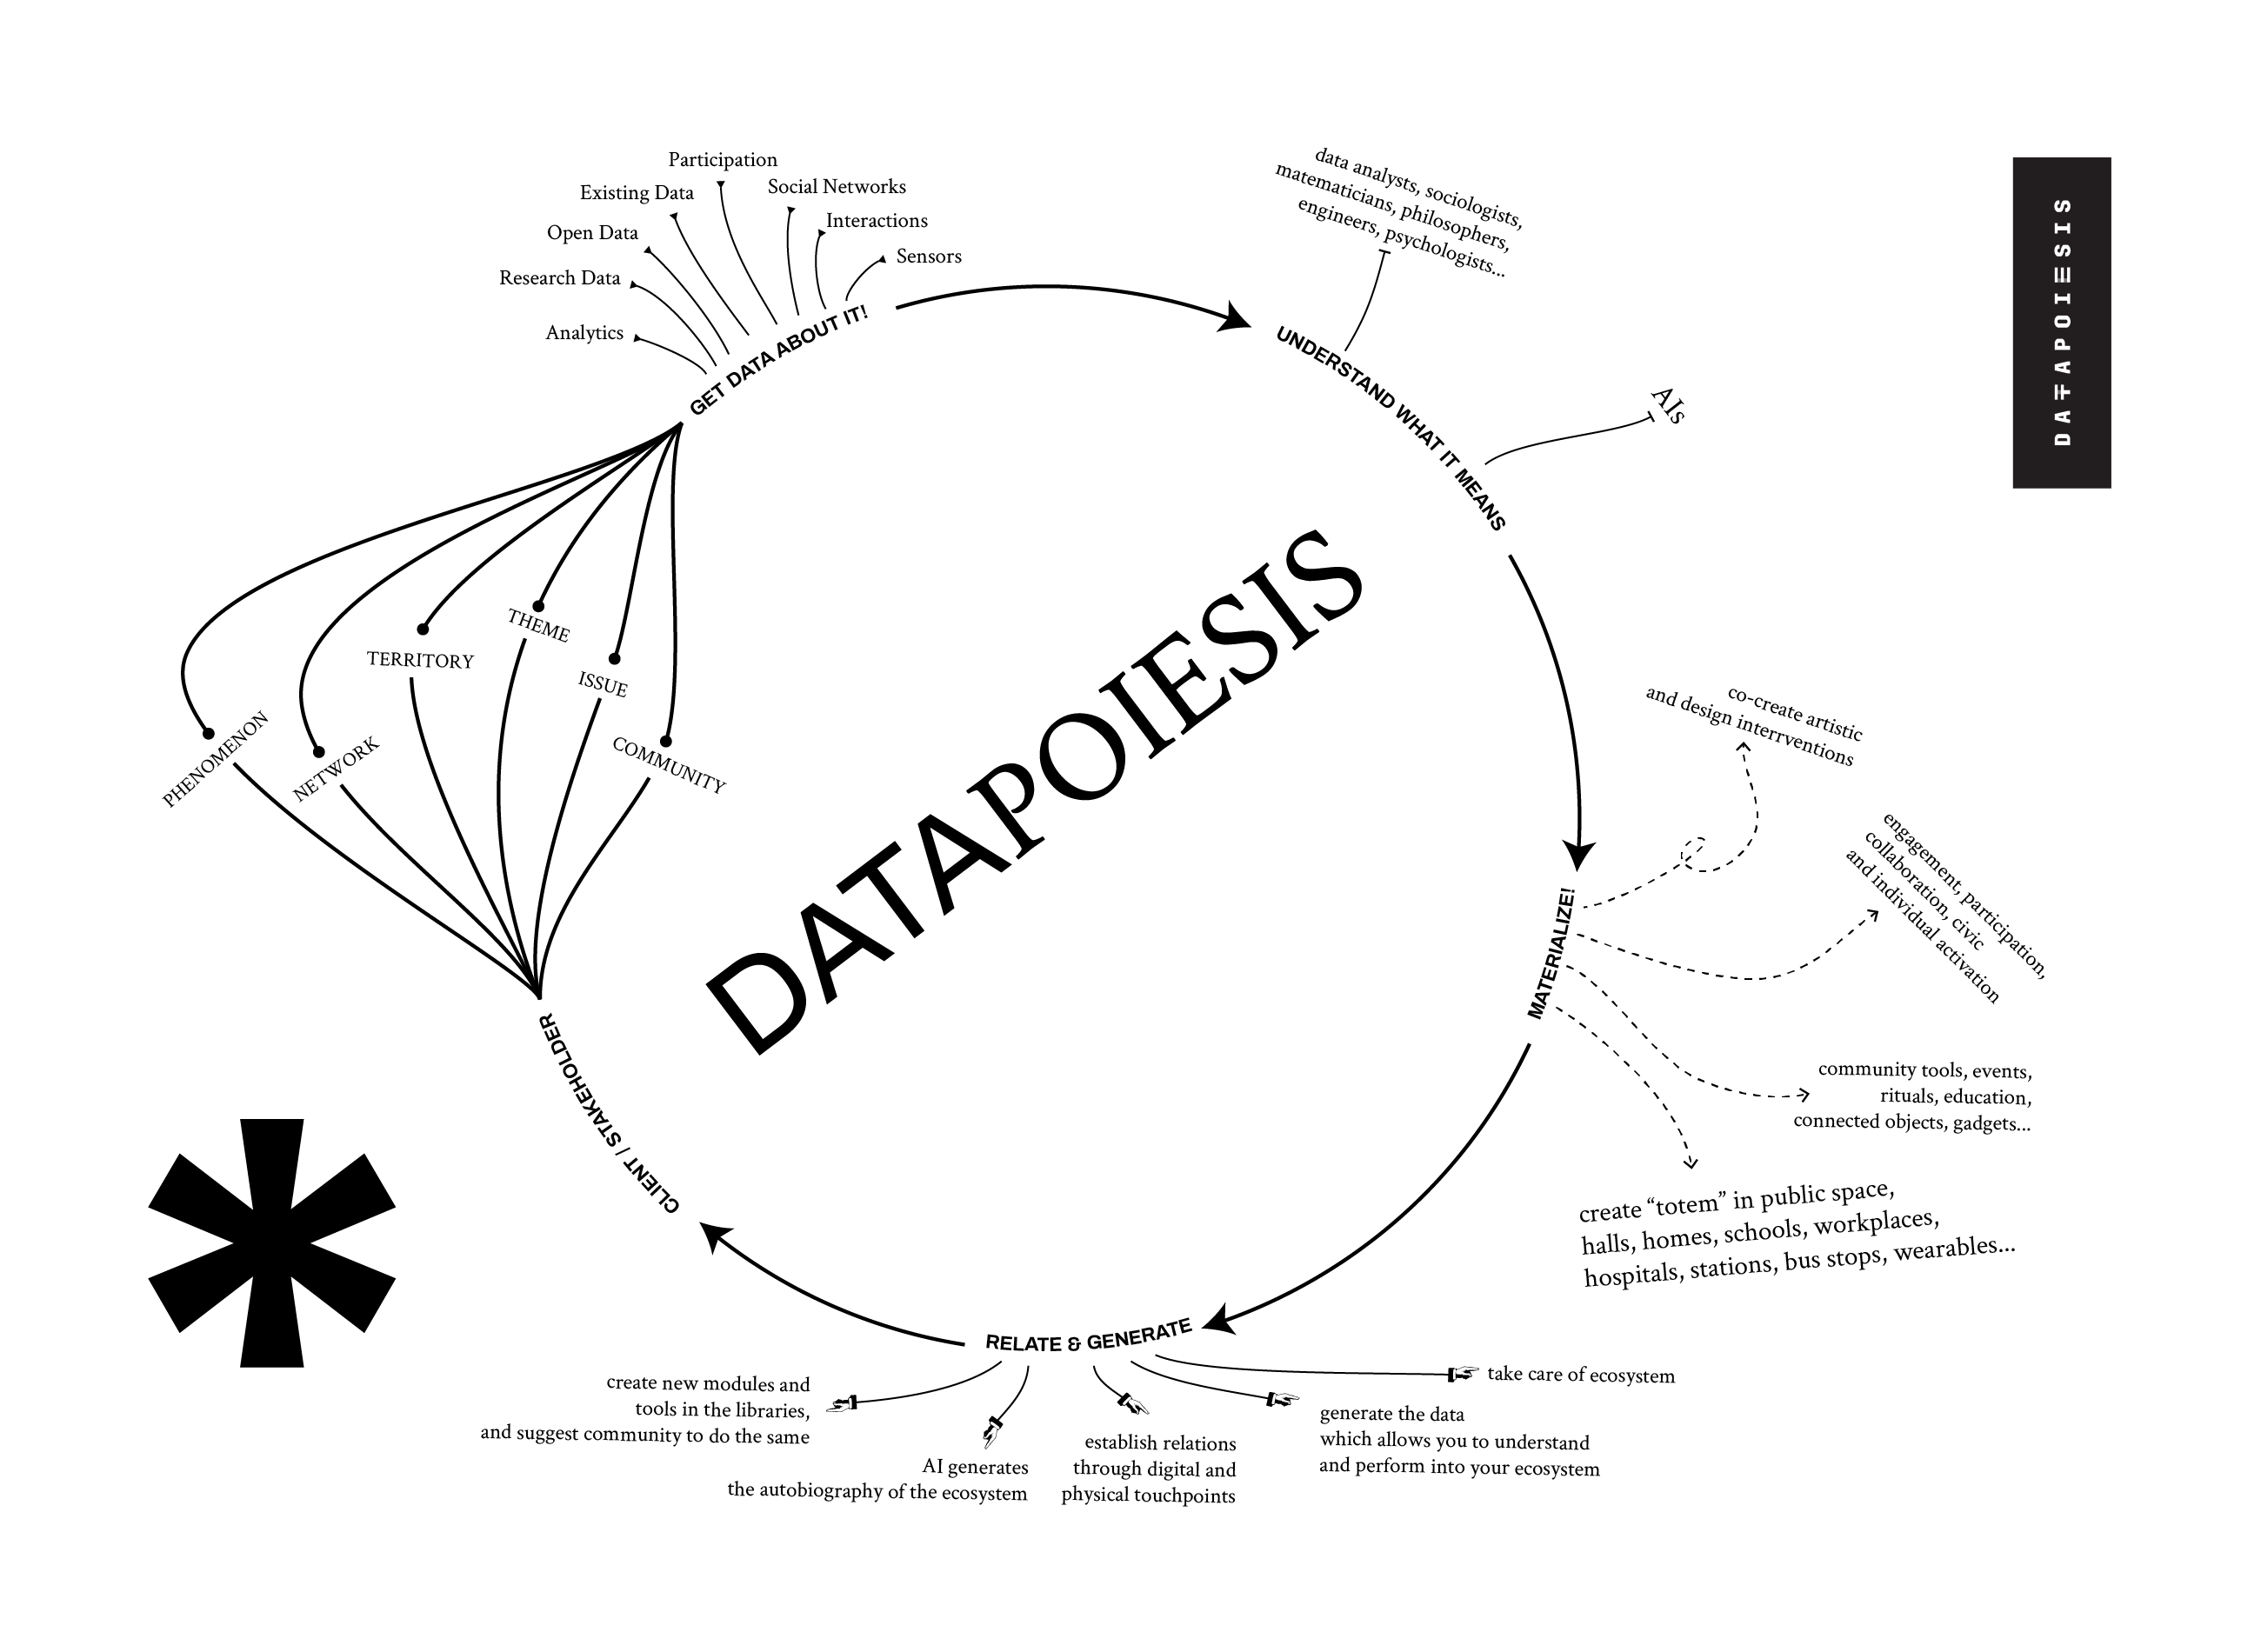 Participation
Existing Data
Social Networks
Open Data
Interactions
Research Data
Sensors
Analytics
GET DATA ABOUT IT!
data analysts, sociologists,
matematicians, philosophers,
engineers, psychologists...
UNDERSTAND WHAT IT MEANS
AIs
DATAPOIESIS
THEME
TERRITORY
ISSUE
PHENOMENON
NETWORK
COMMUNITY
DATAPOIESIS
co-create artistic
and design interrventions
engagement, participation,
collaboration, civic
and individual activation
MATERIALIZE!
community tools, events,
rituals, education,
connected objects, gadgets...
create “totem” in public space,
halls, homes, schools, workplaces,
hospitals, stations, bus stops, wearables...
CLIENT / STAKEHOLDER
RELATE & GENERATE
create new modules and
tools in the libraries,
and suggest community to do the same
AI generates
the autobiography of the ecosystem
establish relations
through digital and
physical touchpoints
generate the data
which allows you to understand
and perform into your ecosystem
take care of ecosystem